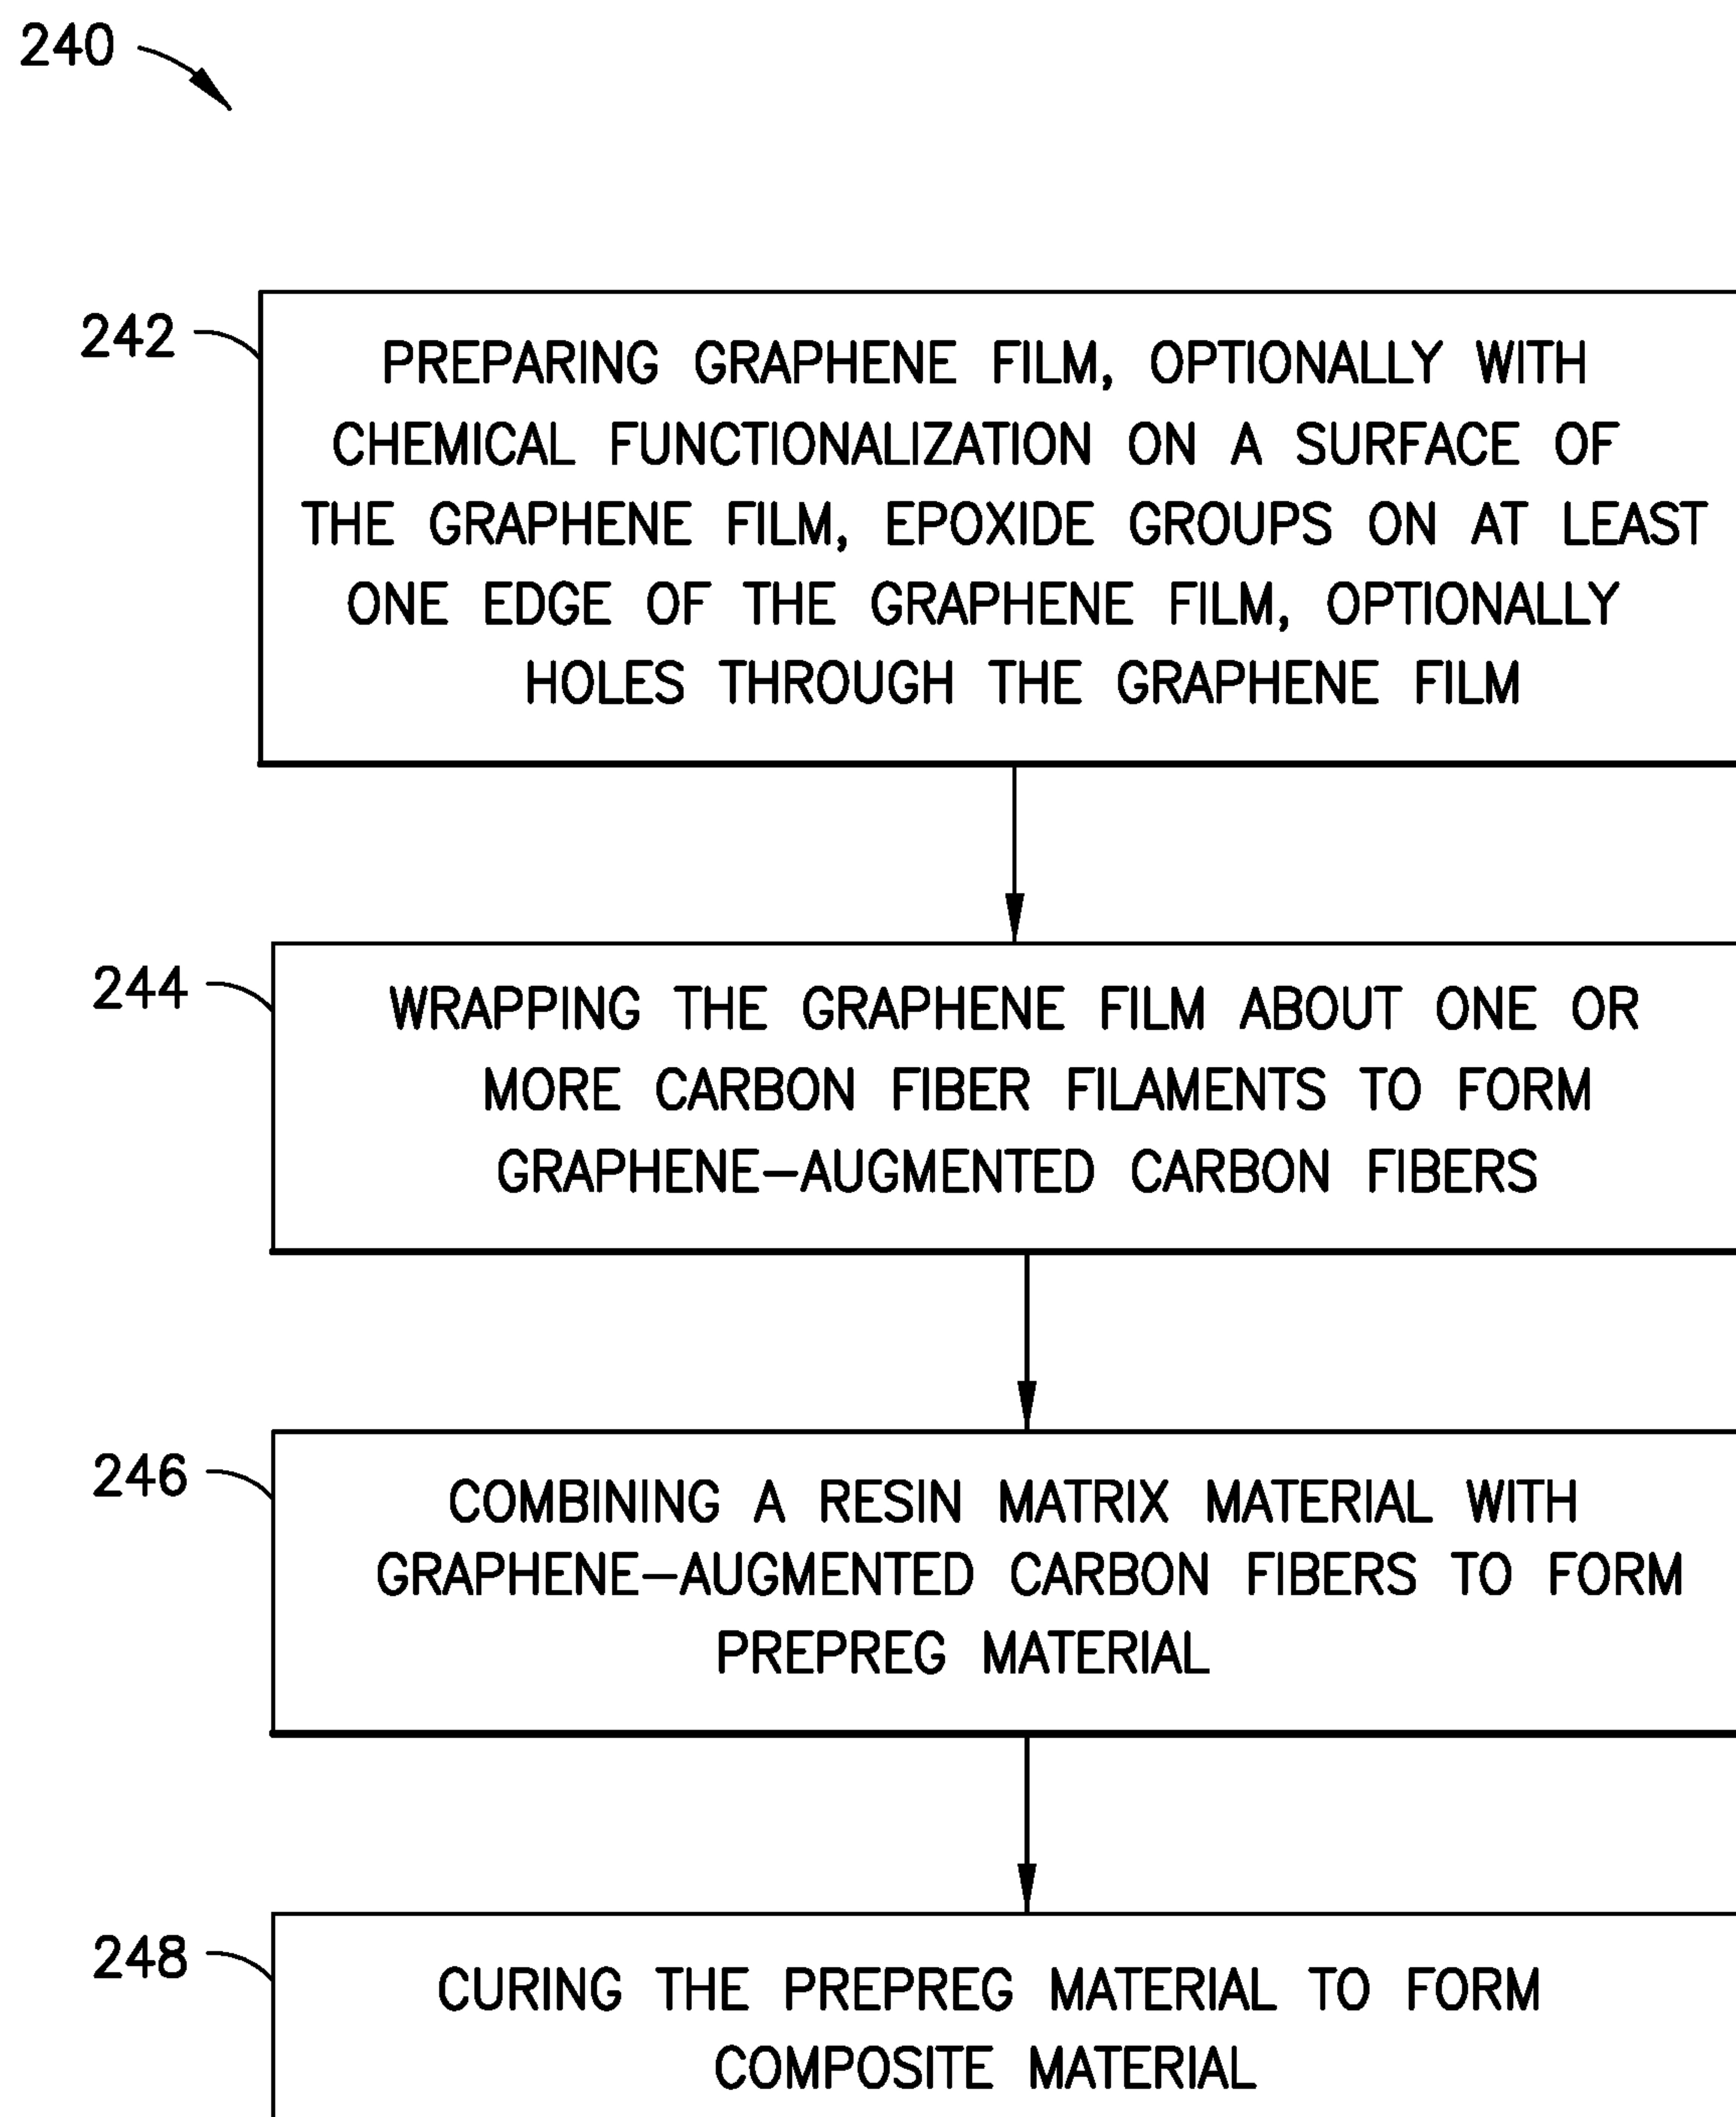 240
242
PREPARING GRAPHENE FILM, OPTIONALLY WITH
CHEMICAL FUNCTIONALIZATION ON A SURFACE OF
THE GRAPHENE FILM, EPOXIDE GROUPS ON AT LEAST
ONE EDGE OF THE GRAPHENE FILM, OPTIONALLY
HOLES THROUGH THE GRAPHENE FILM
244
WRAPPING THE GRAPHENE FILM ABOUT ONE OR
MORE CARBON FIBER FILAMENTS TO FORM
GRAPHENE–AUGMENTED CARBON FIBERS
246
COMBINING A RESIN MATRIX MATERIAL WITH
GRAPHENE–AUGMENTED CARBON FIBERS TO FORM
PREPREG MATERIAL
248
CURING THE PREPREG MATERIAL TO FORM
COMPOSITE MATERIAL